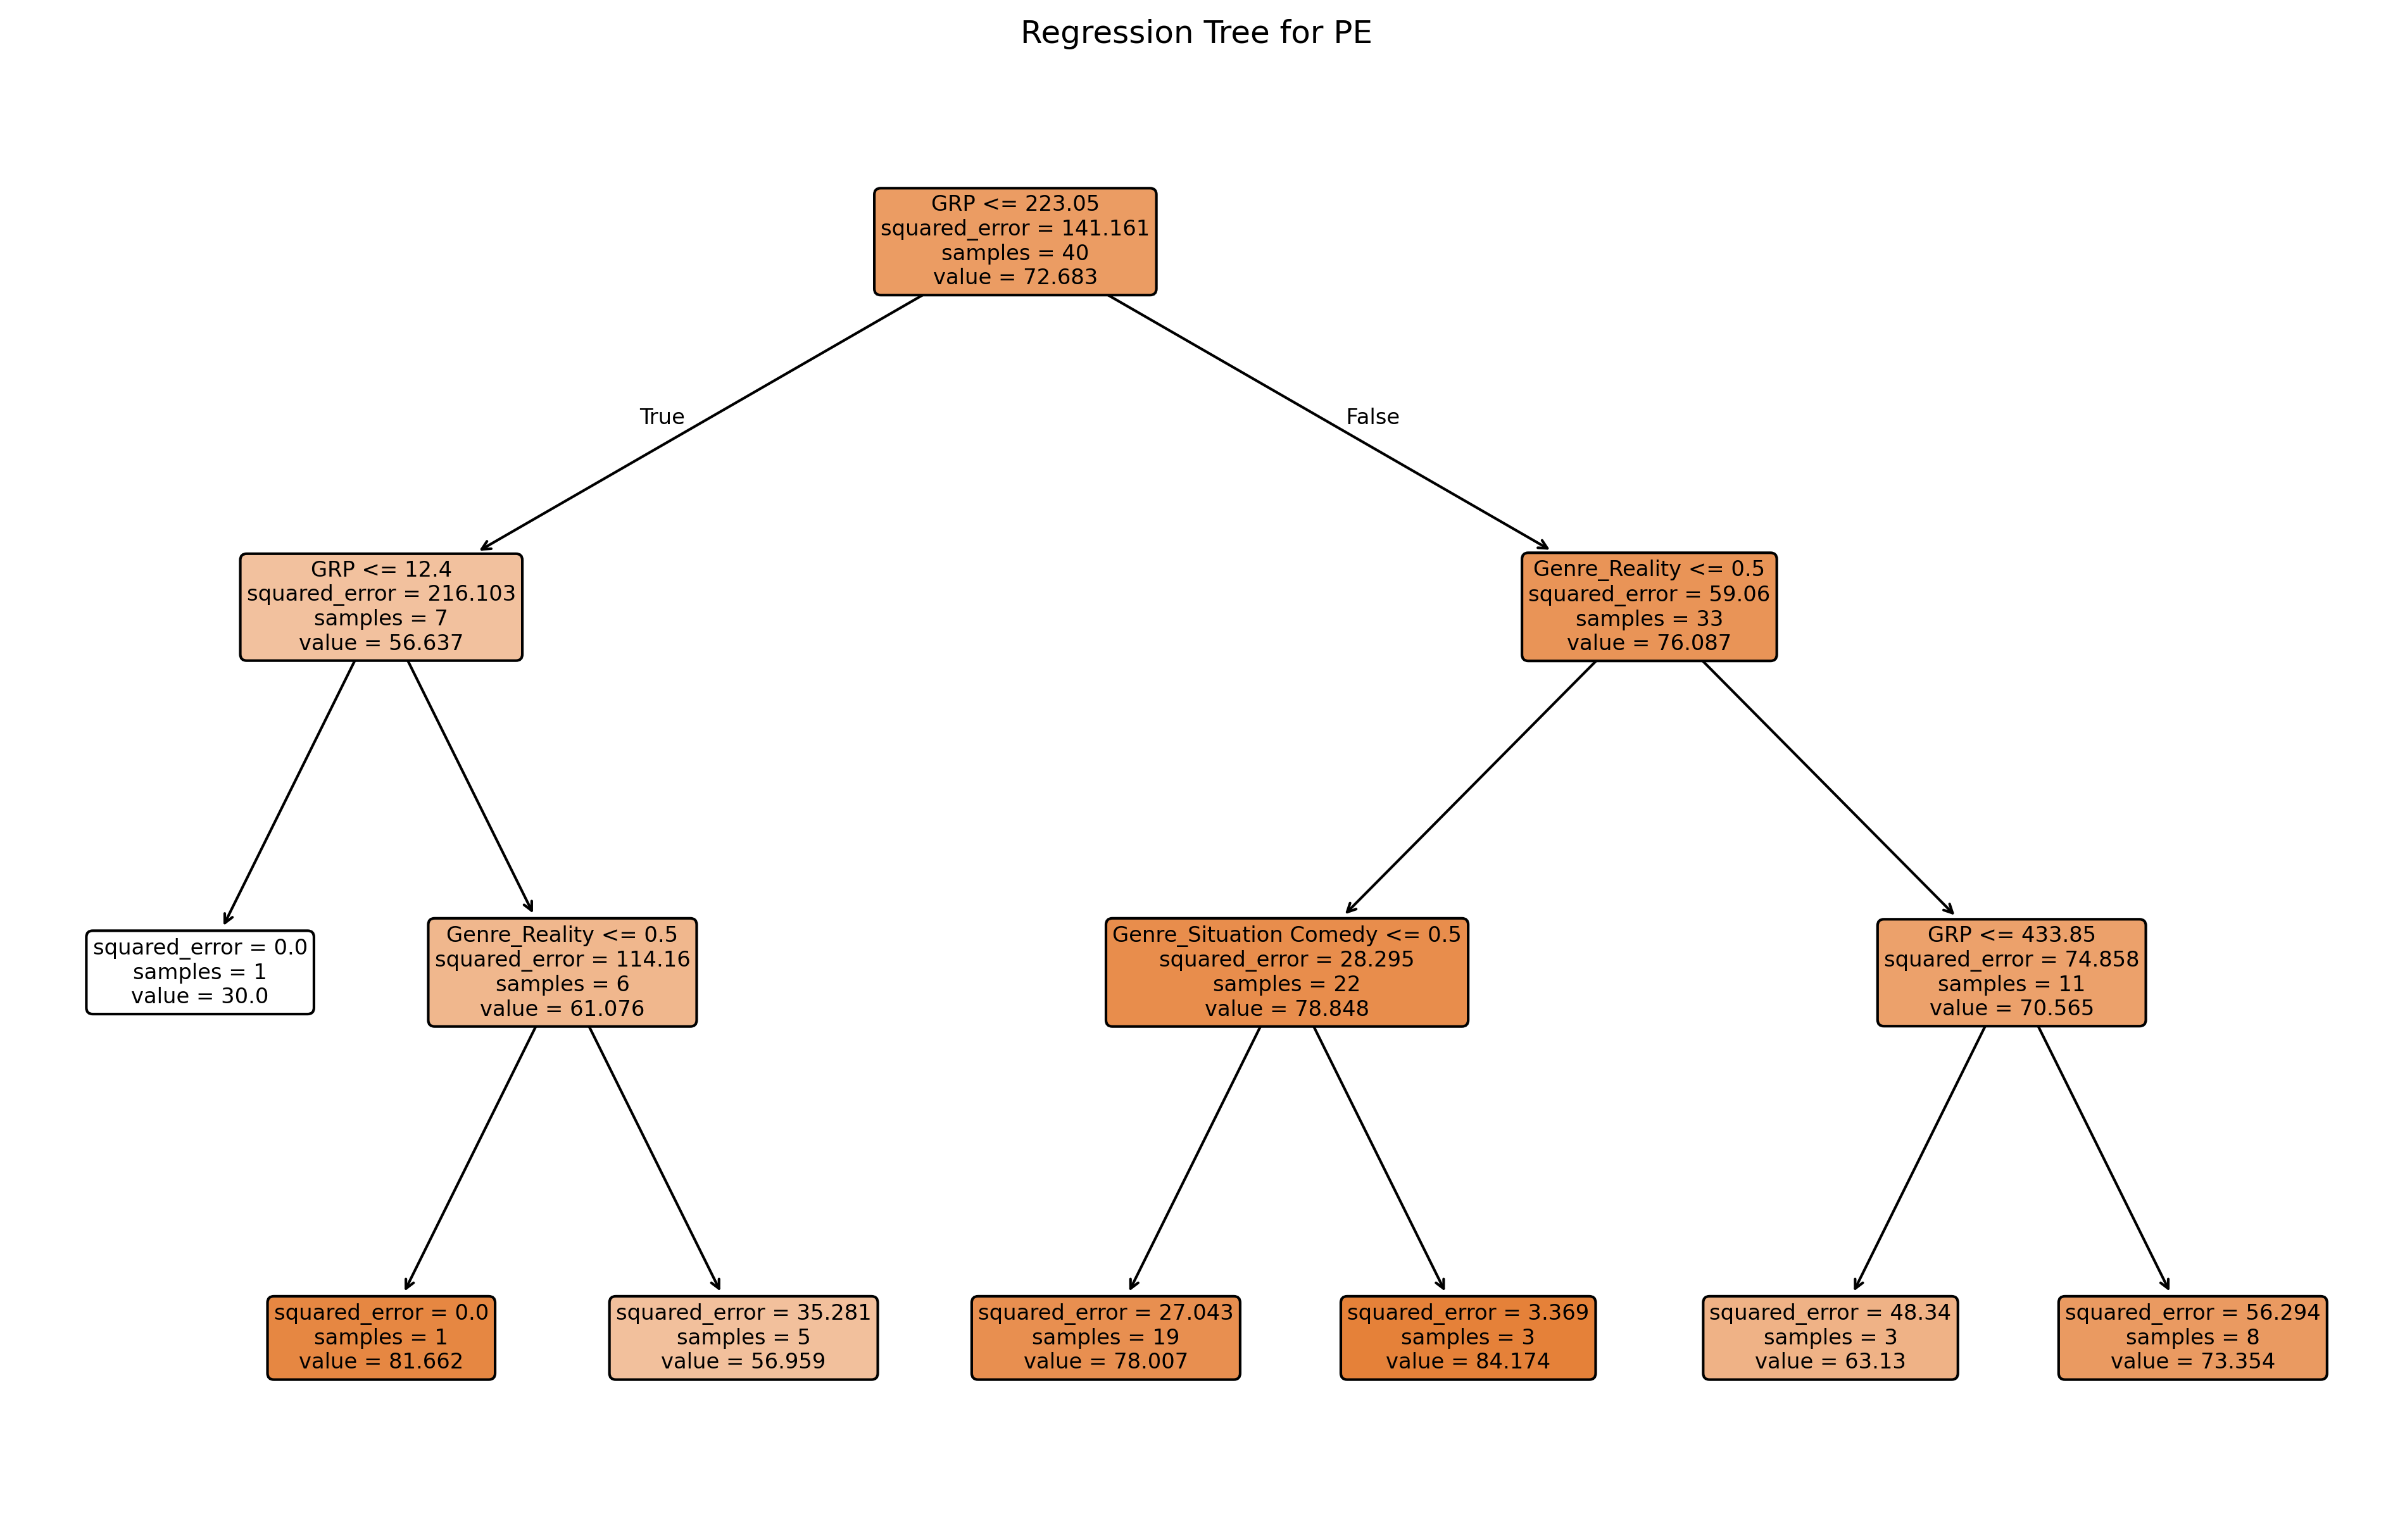 Regression Tree for PE
GRP <= 223.05
squared_error = 141.161
samples = 40
value = 72.683
True
False
GRP <= 12.4
squared_error = 216.103
samples = 7
value = 56.637
Genre_Reality <= 0.5
squared_error = 59.06
samples = 33
value = 76.087
squared_error = 0.0
samples = 1
value = 30.0
Genre_Reality <= 0.5
squared_error = 114.16
samples = 6
value = 61.076
Genre_Situation Comedy <= 0.5
squared_error = 28.295
samples = 22
value = 78.848
GRP <= 433.85
squared_error = 74.858
samples = 11
value = 70.565
squared_error = 0.0
samples = 1
value = 81.662
squared_error = 35.281
samples = 5
value = 56.959
squared_error = 27.043
samples = 19
value = 78.007
squared_error = 3.369
samples = 3
value = 84.174
squared_error = 48.34
samples = 3
value = 63.13
squared_error = 56.294
samples = 8
value = 73.354